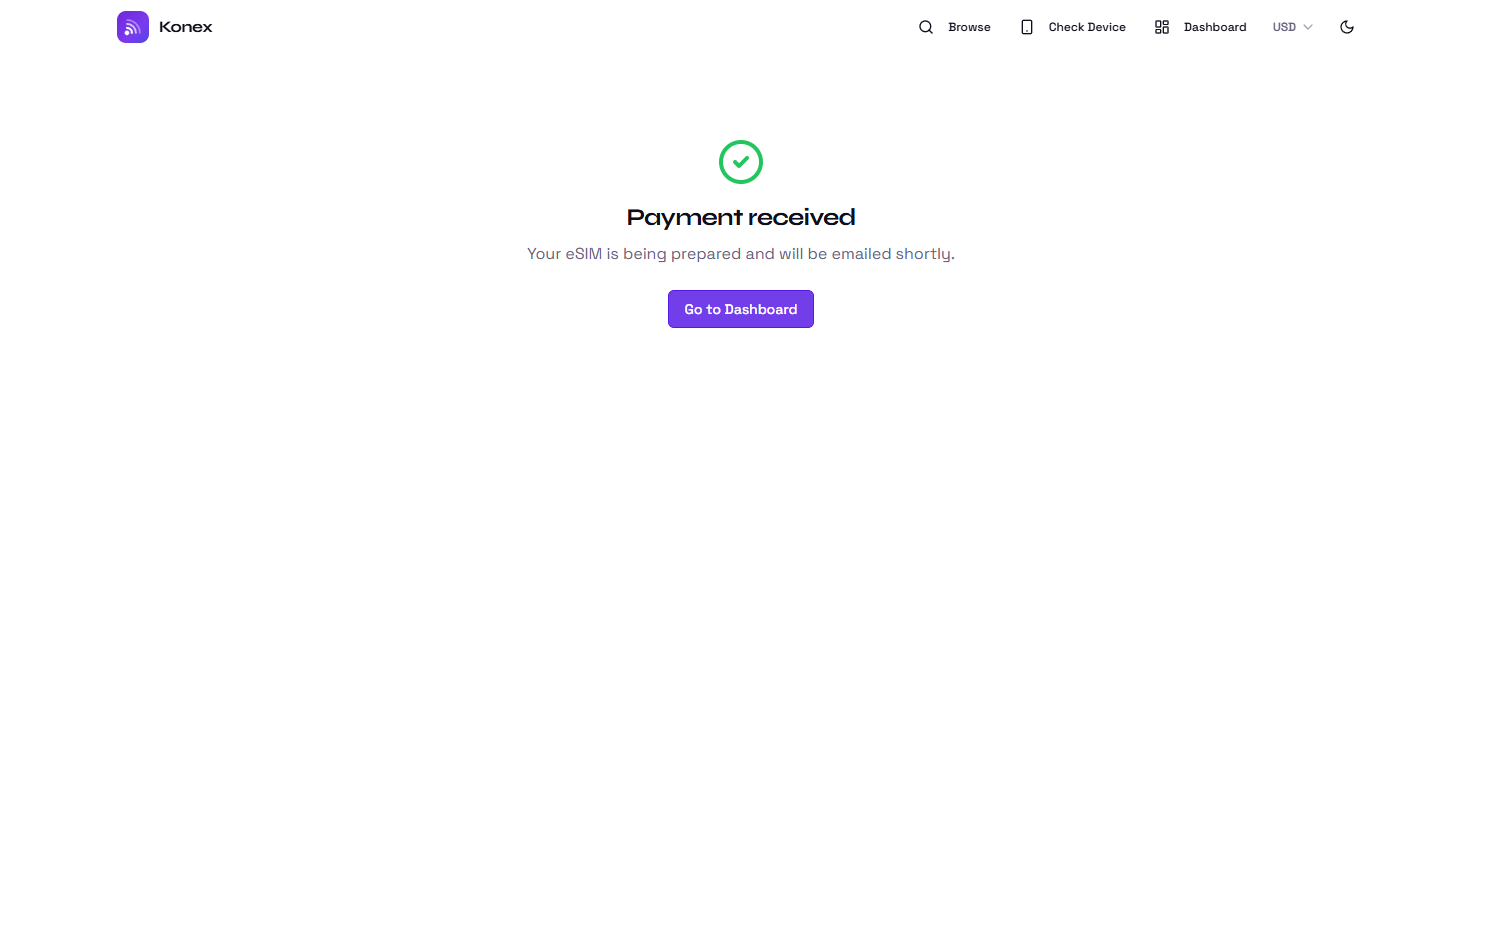 Konex
Browse
Check Device
Dashboard
USD
Payment received
Your eSIM is being prepared and will be emailed shortly.
Go to Dashboard